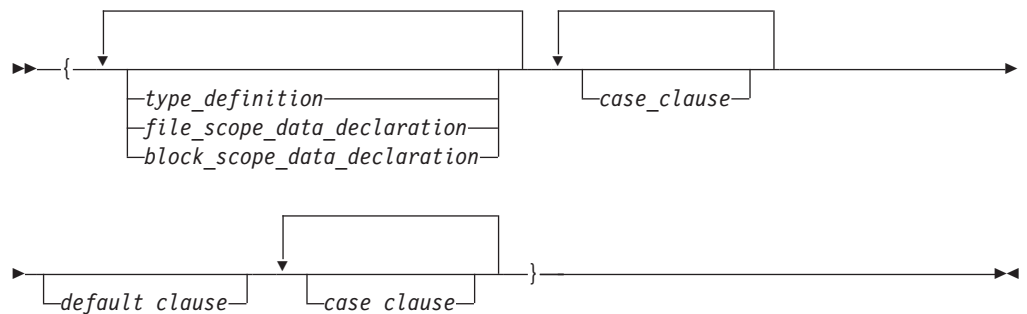 {
type_definition
file_scope_data_declaration
block_scope_data_declaration
case_clause
default clause
case clause
}